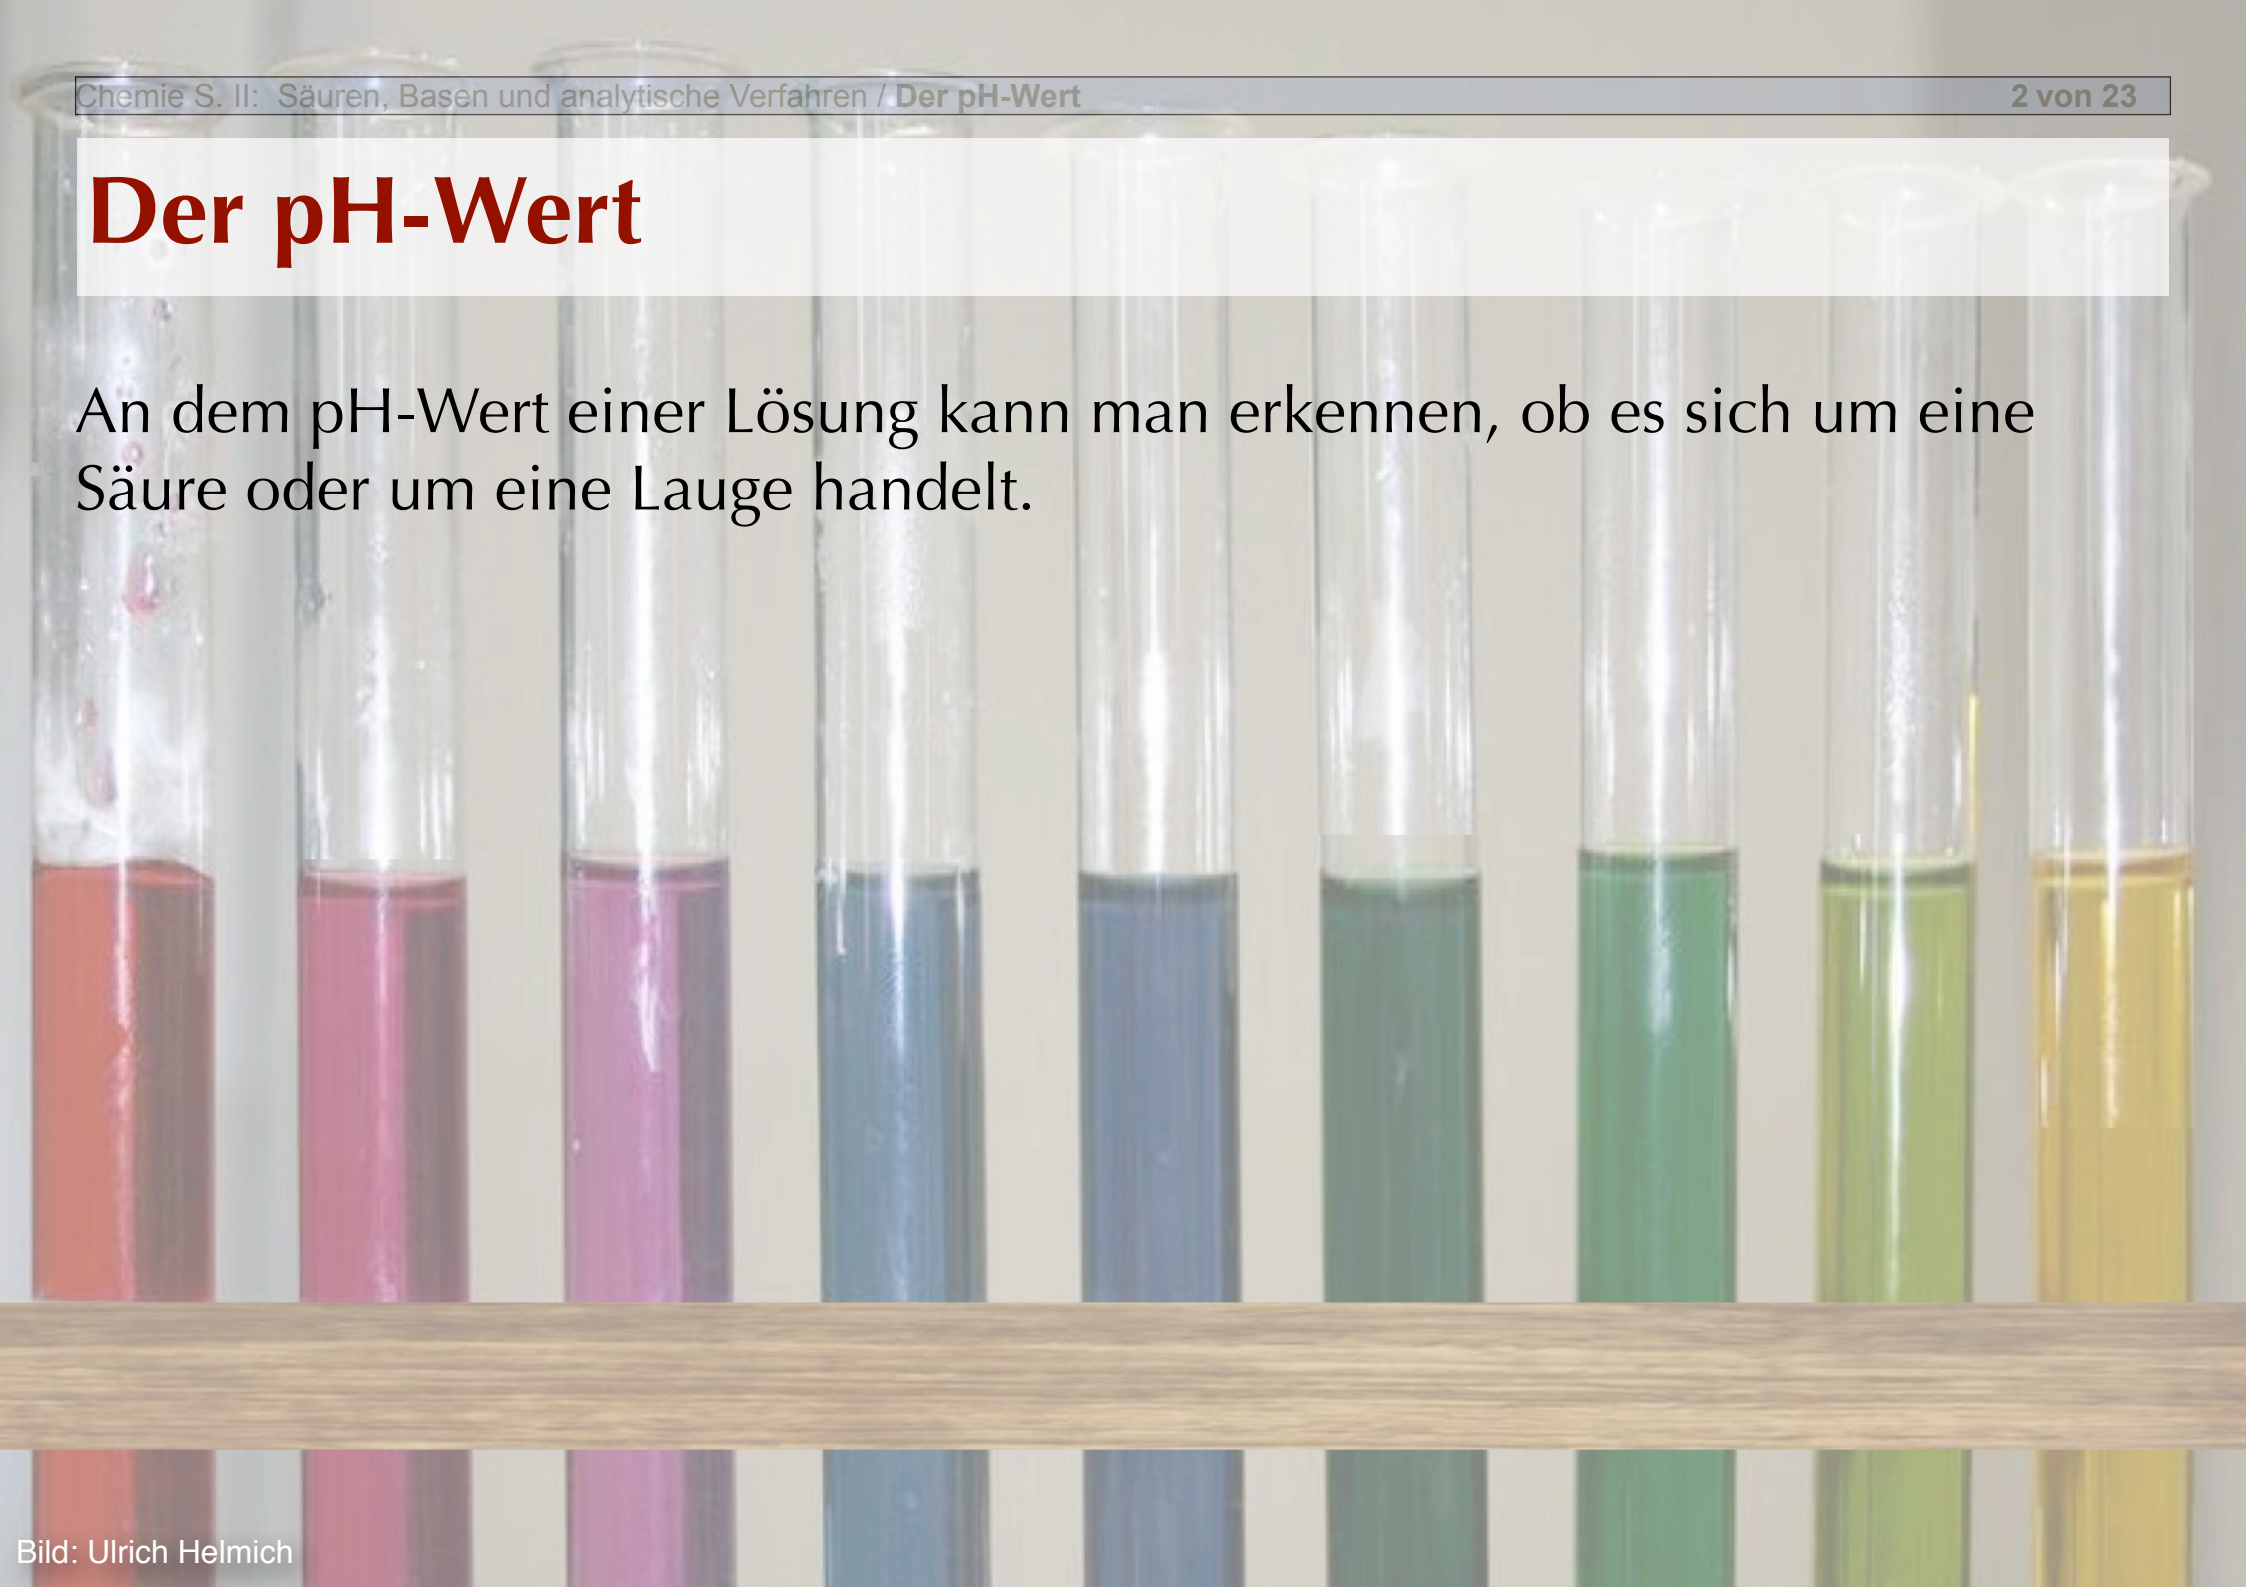 Chemie S. II: Säuren, Basen und analytische Verfahren / Der pH-Wert 2 von 23
Der pH-Wert
An dem pH-Wert einer Lösung kann man erkennen, ob es sich um eine
Säure oder um eine Lauge handelt.
Bild: Ulrich Helmich